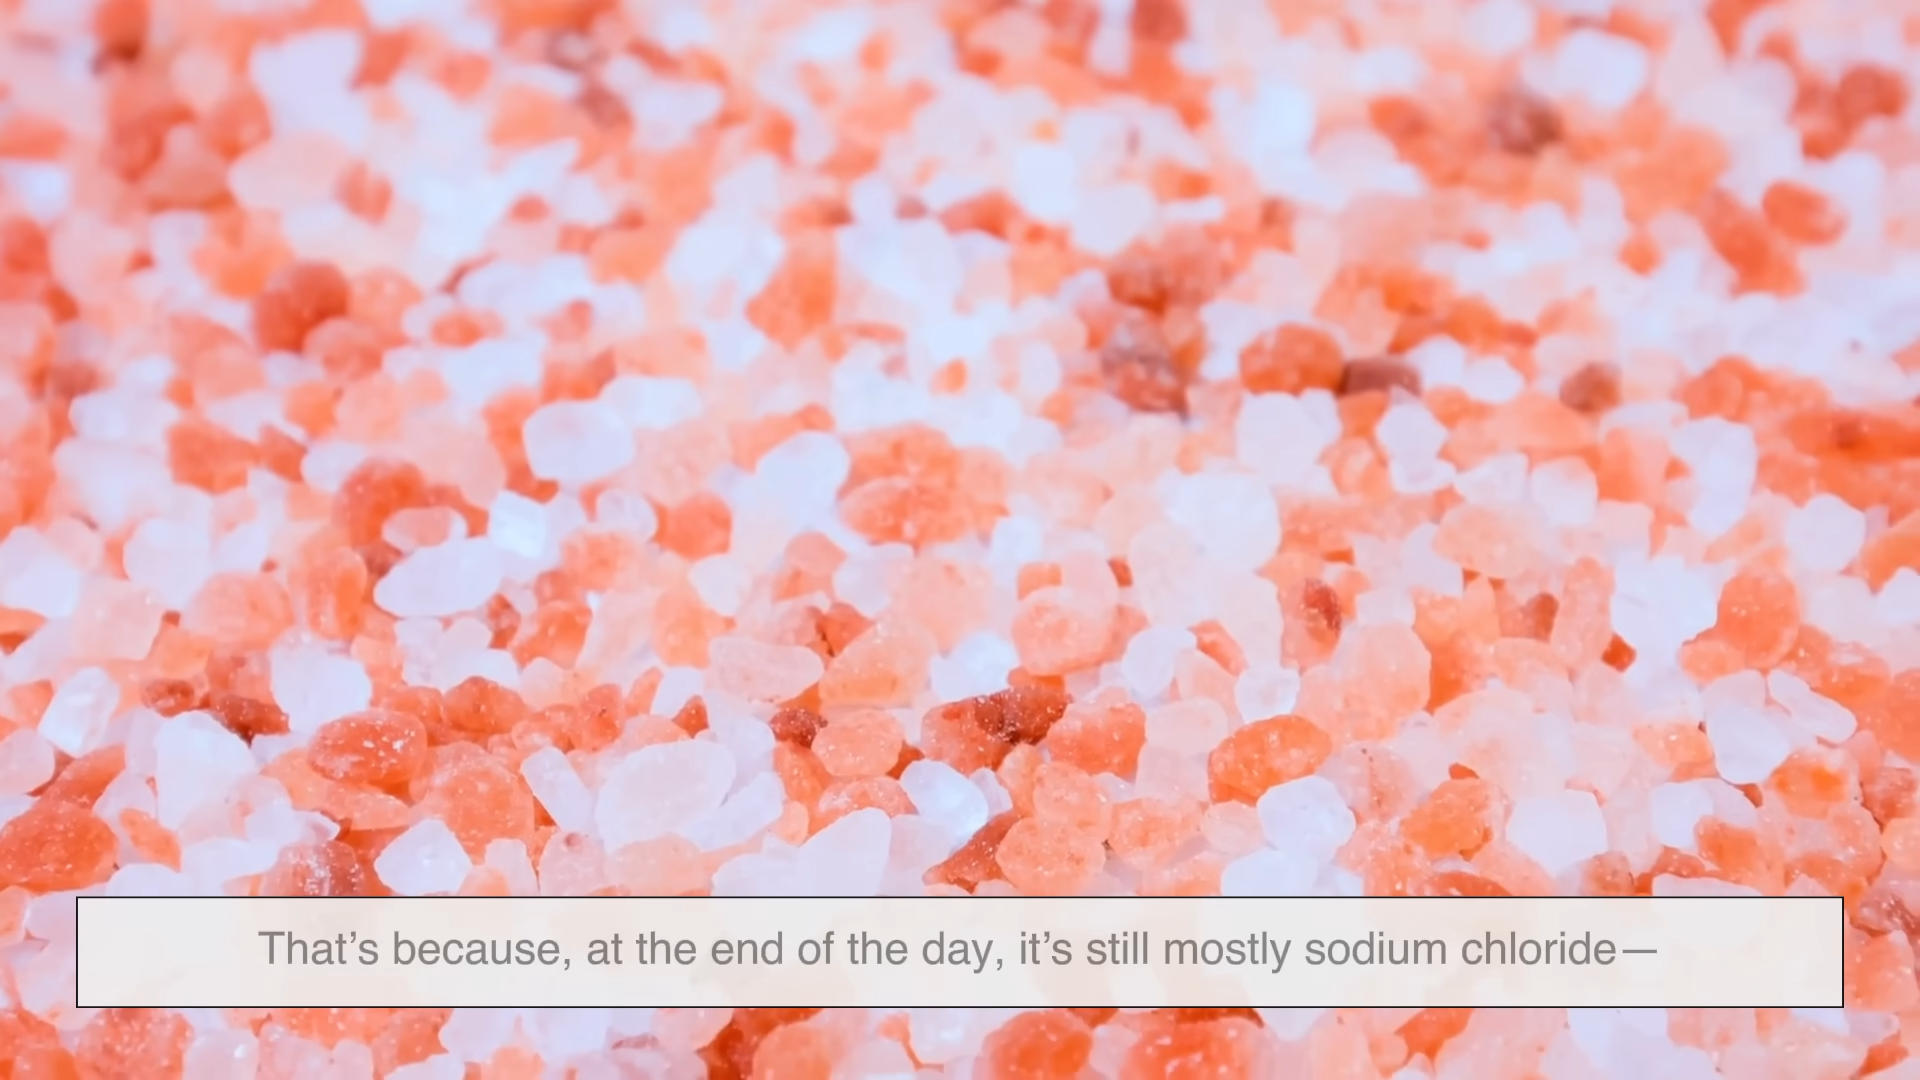 That’s because, at the end of the day, it’s still mostly sodium chloride—